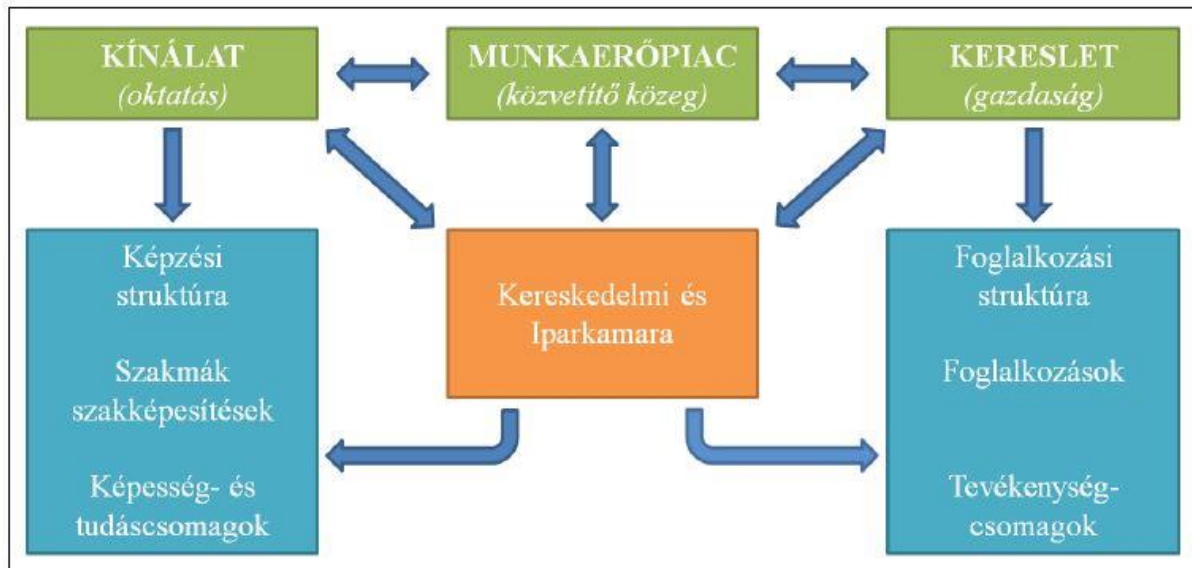 KÍNÁLAT
(oktatás)
MUNKAERŐPIAC
(közvetítő közeg)
KERESLET
(gazdaság)
Képzési
struktúra
Szakmák
szakképesítések
Képesség- és
tudáscsomagok
Kereskedelmi és
Iparkamara
Foglalkozási
struktúra
Foglalkozások
Tevékenység-
csomagok